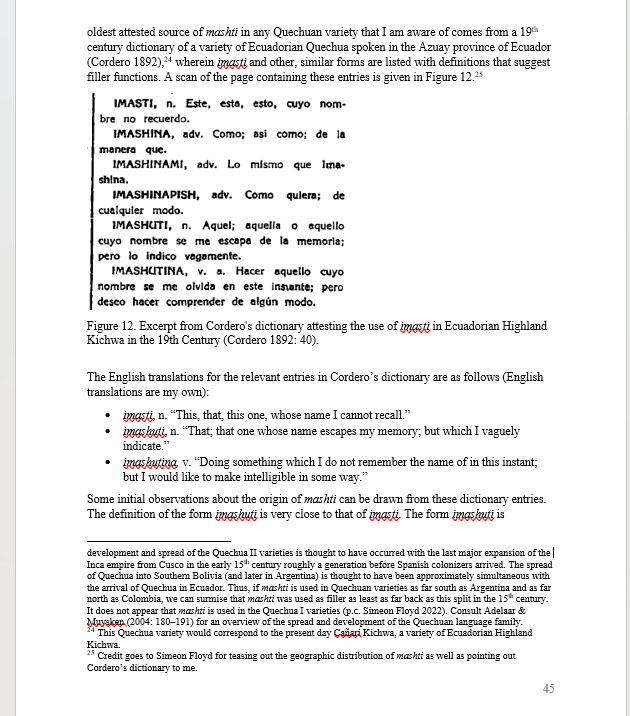 oldest attested source of mashti in any Quechuan variety that I am aware of comes from a 19th
century dictionary of a variety of Ecuadorian Quechua spoken in the Azuay province of Ecuador
(Cordero 1892),24 wherein imasti and other, similar forms are listed with definitions that suggest
filler functions. A scan of the page containing these entries is given in Figure 12.25
IMASTI, n. Este, esta, esto, cuyo nom-
bre no recuerdo.
IMASHINA, adv. Como; asi como; de la
manera que.
IMASHINAMI, adv. Lo mismo que Ima-
shina.
IMASHINAPISH, adv. Como quiera; de
cualquier modo.
IMASHUTI, n. Aquel; aquella o aquello
cuyo nombre se me escapa de la memoria;
pero lo indico vagamente.
IMASHUTINA, v. a. Hacer aquello cuyo
nombre se me olvida en este instante; pero
deseo hacer comprender de algún modo.
Figure 12. Excerpt from Cordero's dictionary attesting the use of imasti in Ecuadorian Highland
Kichwa in the 19th Century (Cordero 1892: 40).
The English translations for the relevant entries in Cordero's dictionary are as follows (English
translations are my own):
• imasti, n. "This, that, this one, whose name I cannot recall."
• imashuti, n. "That; that one whose name escapes my memory; but which I vaguely
indicate."
• imashutina, v. "Doing something which I do not remember the name of in this instant;
but I would like to make intelligible in some way."
Some initial observations about the origin of mashti can be drawn from these dictionary entries.
The definition of the form imashuti is very close to that of imasti. The form imashuti is
development and spread of the Quechua II varieties is thought to have occurred with the last major expansion of the
Inca empire from Cusco in the early 15th century roughly a generation before Spanish colonizers arrived. The spread
of Quechua into Southern Bolivia (and later in Argentina) is thought to have been approximately simultaneous with
the arrival of Quechua in Ecuador. Thus, if mashti is used in Quechuan varieties as far south as Argentina and as far
north as Colombia, we can surmise that mashti was used as filler as least as far back as this split in the 15th century.
It does not appear that mashti is used in the Quechua I varieties (p.c. Simeon Floyd 2022). Consult Adelaar &
Muysken (2004: 180–191) for an overview of the spread and development of the Quechuan language family.
24 This Quechua variety would correspond to the present day Cañari Kichwa, a variety of Ecuadorian Highland
Kichwa.
25 Credit goes to Simeon Floyd for teasing out the geographic distribution of mashti as well as pointing out
Cordero's dictionary to me.
45